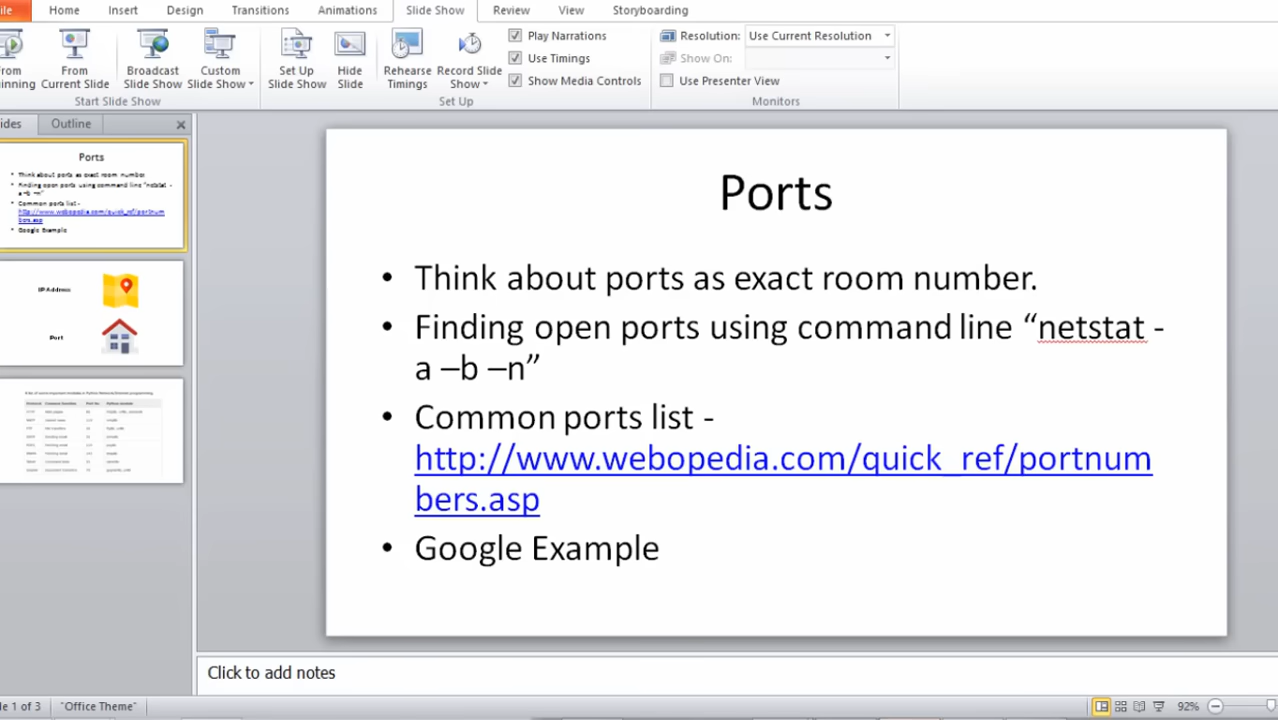 File
Home
Insert
Design
Transitions
Animations
Slide Show
Review
View
Storyboarding
From
Beginning
From
Current Slide
Broadcast
Slide Show
Custom
Slide Show
Set Up
Slide Show
Hide
Slide
Rehearse
Timings
Record Slide
Show
Play Narrations
Use Timings
Show Media Controls
Resolution:
Use Current Resolution
Show On:
Use Presenter View
Start Slide Show
Set Up
Monitors
Outline
Ports
• Think about ports as exact room number.
• Finding open ports using command line "netstat -
a –b –n"
• Common ports list -
http://www.webopedia.com/quick_ref/portnum
bers.asp
• Google Example
IP Address
Port
Ports
• Think about ports as exact room number.
• Finding open ports using command line “netstat -
a –b –n”
• Common ports list -
http://www.webopedia.com/quick_ref/portnum
bers.asp
• Google Example
Click to add notes
1 of 3
"Office Theme"
92%